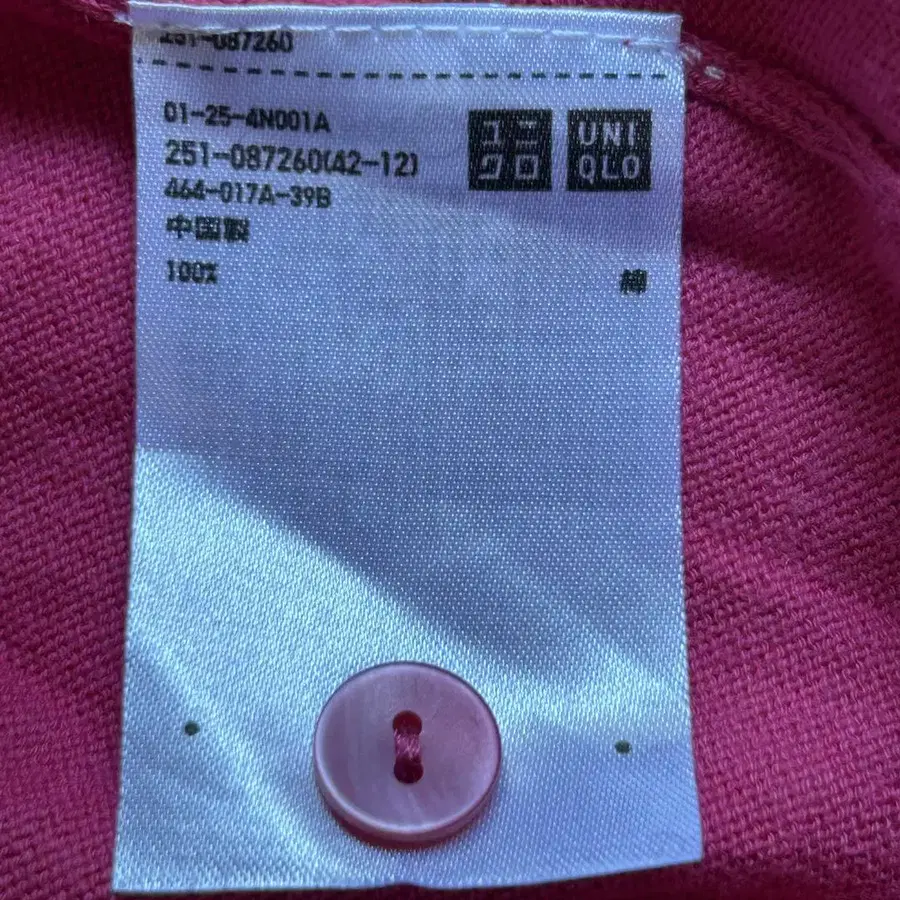 251-087260
01-25-4N001A
251-087260(42-12)
464-017A-39B
中国製
100% 綿
ユニ
クロ
UNI
QLO